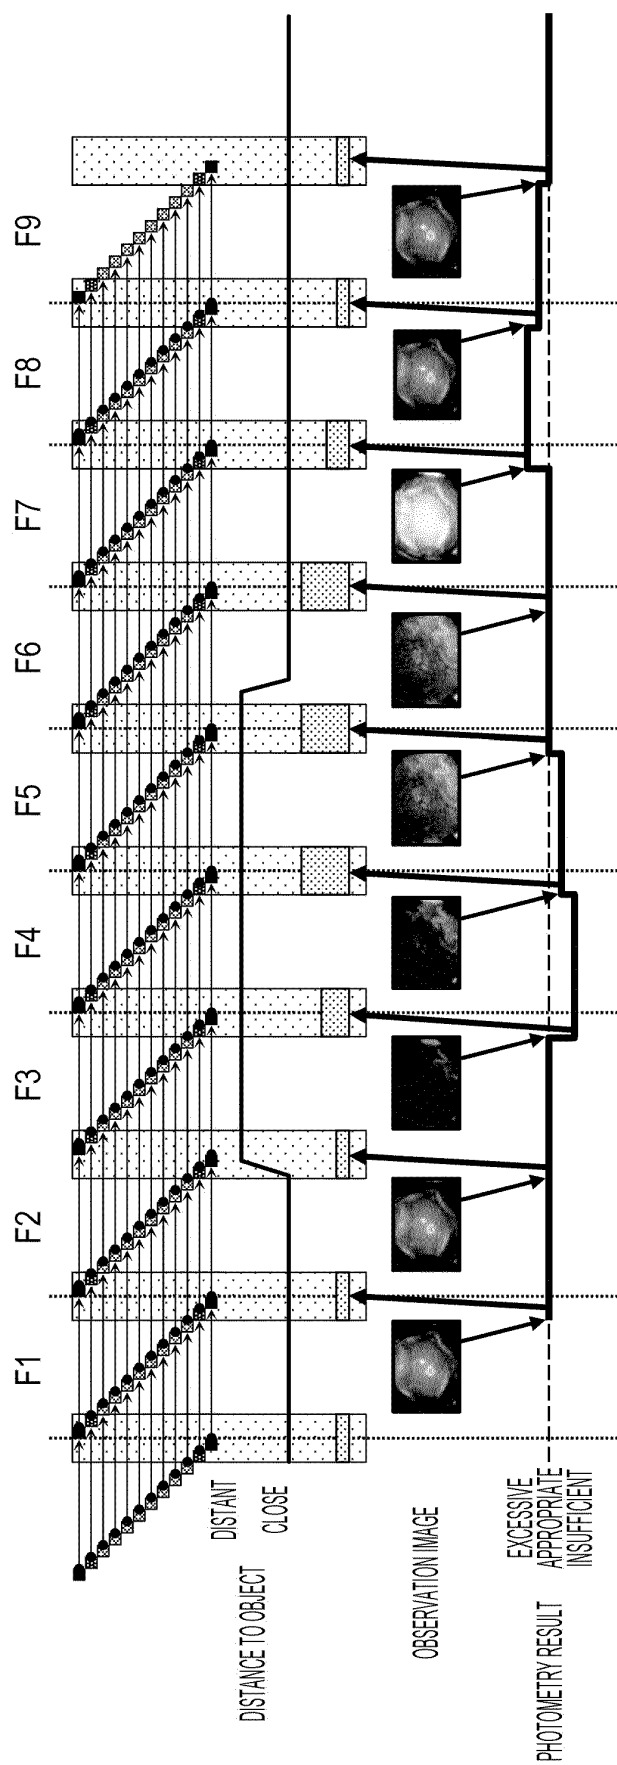 F1
F2
F3
F4
F5
F6
F7
F8
F9
DISTANCE TO OBJECT
DISTANT
CLOSE
OBSERVATION IMAGE
PHOTOMETRY RESULT
EXCESSIVE
APPROPRIATE
INSUFFICIENT